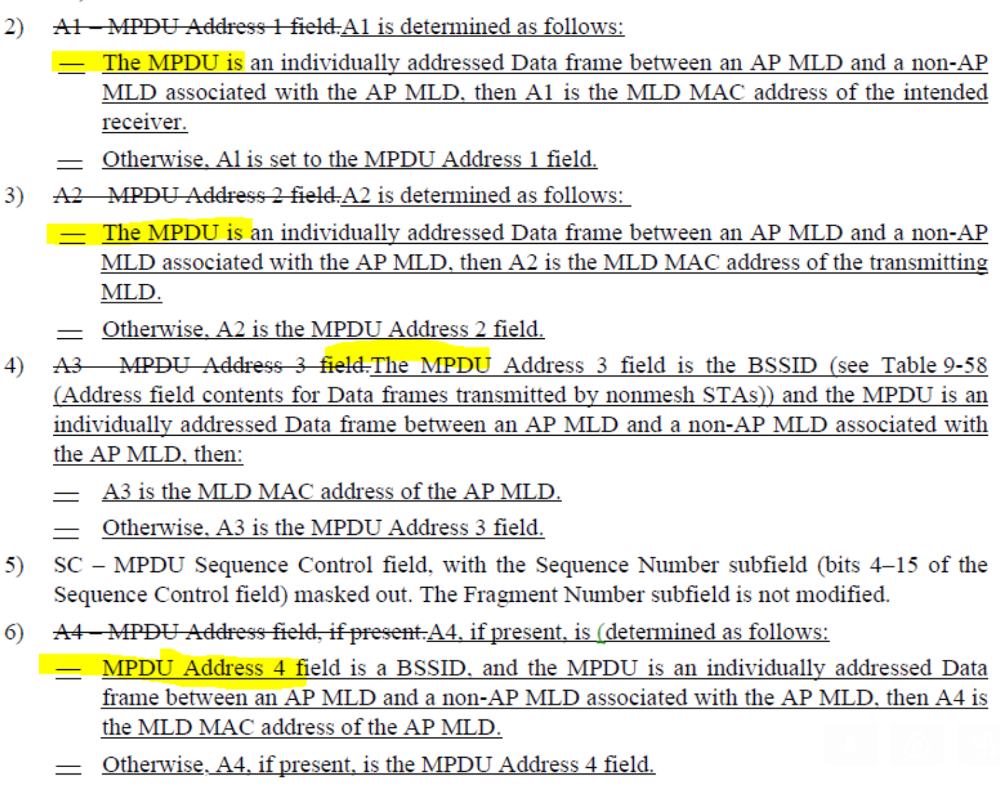 2) A1 – MPDU Address 1 field.A1 is determined as follows:
— The MPDU is an individually addressed Data frame between an AP MLD and a non-AP
MLD associated with the AP MLD, then A1 is the MLD MAC address of the intended
receiver.
— Otherwise, Al is set to the MPDU Address 1 field.
3) A2 – MPDU Address 2 field.A2 is determined as follows:
— The MPDU is an individually addressed Data frame between an AP MLD and a non-AP
MLD associated with the AP MLD, then A2 is the MLD MAC address of the transmitting
MLD.
— Otherwise, A2 is the MPDU Address 2 field.
4) A3 – MPDU Address 3 field.The MPDU Address 3 field is the BSSID (see Table 9-58
(Address field contents for Data frames transmitted by nonmesh STAs)) and the MPDU is an
individually addressed Data frame between an AP MLD and a non-AP MLD associated with
the AP MLD, then:
— A3 is the MLD MAC address of the AP MLD.
— Otherwise, A3 is the MPDU Address 3 field.
5) SC – MPDU Sequence Control field, with the Sequence Number subfield (bits 4–15 of the
Sequence Control field) masked out. The Fragment Number subfield is not modified.
6) A4 – MPDU Address field, if present.A4, if present, is (determined as follows:
— MPDU Address 4 field is a BSSID, and the MPDU is an individually addressed Data
frame between an AP MLD and a non-AP MLD associated with the AP MLD, then A4 is
the MLD MAC address of the AP MLD.
— Otherwise, A4, if present, is the MPDU Address 4 field.